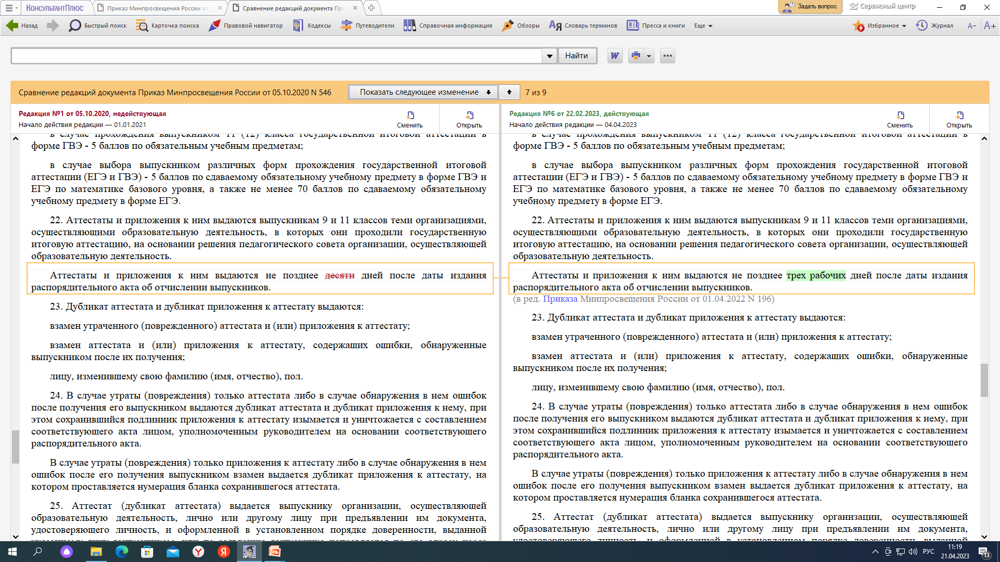 КонсультантПлюс
Приказ Минпросвещения России от
Сравнение редакций документа При
Задать вопрос
Сервисный центр
Назад
Быстрый поиск
Карточка поиска
Правовой навигатор
Кодексы
Путеводители
Справочная информация
Обзоры
Словарь терминов
Пресса и книги
Еще
Избранное
Журнал
А−
А+
Найти
Сравнение редакций документа Приказ Минпросвещения России от 05.10.2020 N 546
Показать следующее изменение
7 из 9
Редакция №1 от 05.10.2020, недействующая
Начало действия редакции — 01.01.2021
Сменить
Открыть
в случае прохождения выпускником 11 (12) класса государственной итоговой аттестации в
форме ГВЭ - 5 баллов по обязательным учебным предметам;
в случае выбора выпускником различных форм прохождения государственной итоговой
аттестации (ЕГЭ и ГВЭ) - 5 баллов по сдаваемому обязательному учебному предмету в форме ГВЭ и
ЕГЭ по математике базового уровня, а также не менее 70 баллов по сдаваемому обязательному
учебному предмету в форме ЕГЭ.
22. Аттестаты и приложения к ним выдаются выпускникам 9 и 11 классов теми организациями,
осуществляющими образовательную деятельность, в которых они проходили государственную
итоговую аттестацию, на основании решения педагогического совета организации, осуществляющей
образовательную деятельность.
Аттестаты и приложения к ним выдаются не позднее десяти дней после даты издания
распорядительного акта об отчислении выпускников.
23. Дубликат аттестата и дубликат приложения к аттестату выдаются:
взамен утраченного (поврежденного) аттестата и (или) приложения к аттестату;
взамен аттестата и (или) приложения к аттестату, содержащих ошибки, обнаруженные
выпускником после их получения;
лицу, изменившему свою фамилию (имя, отчество), пол.
24. В случае утраты (повреждения) только аттестата либо в случае обнаружения в нем ошибок
после получения его выпускником выдаются дубликат аттестата и дубликат приложения к нему, при
этом сохранившийся подлинник приложения к аттестату изымается и уничтожается с составлением
соответствующего акта лицом, уполномоченным руководителем на основании соответствующего
распорядительного акта.
В случае утраты (повреждения) только приложения к аттестату либо в случае обнаружения в нем
ошибок после его получения выпускником взамен выдается дубликат приложения к аттестату, на
котором проставляется нумерация бланка сохранившегося аттестата.
25. Аттестат (дубликат аттестата) выдается выпускнику организации, осуществляющей
образовательную деятельность, лично или другому лицу при предъявлении им документа,
удостоверяющего личность, и оформленной в установленном порядке доверенности, выданной
Редакция №6 от 22.02.2023, действующая
Начало действия редакции — 04.04.2023
Сменить
Открыть
в случае прохождения выпускником 11 (12) класса государственной итоговой аттестации в
форме ГВЭ - 5 баллов по обязательным учебным предметам;
в случае выбора выпускником различных форм прохождения государственной итоговой
аттестации (ЕГЭ и ГВЭ) - 5 баллов по сдаваемому обязательному учебному предмету в форме ГВЭ и
ЕГЭ по математике базового уровня, а также не менее 70 баллов по сдаваемому обязательному
учебному предмету в форме ЕГЭ.
22. Аттестаты и приложения к ним выдаются выпускникам 9 и 11 классов теми организациями,
осуществляющими образовательную деятельность, в которых они проходили государственную
итоговую аттестацию, на основании решения педагогического совета организации, осуществляющей
образовательную деятельность.
Аттестаты и приложения к ним выдаются не позднее трех рабочих дней после даты издания
распорядительного акта об отчислении выпускников.
(в ред. Приказа Минпросвещения России от 01.04.2022 N 196)
23. Дубликат аттестата и дубликат приложения к аттестату выдаются:
взамен утраченного (поврежденного) аттестата и (или) приложения к аттестату;
взамен аттестата и (или) приложения к аттестату, содержащих ошибки, обнаруженные
выпускником после их получения;
лицу, изменившему свою фамилию (имя, отчество), пол.
24. В случае утраты (повреждения) только аттестата либо в случае обнаружения в нем ошибок
после получения его выпускником выдаются дубликат аттестата и дубликат приложения к нему, при
этом сохранившийся подлинник приложения к аттестату изымается и уничтожается с составлением
соответствующего акта лицом, уполномоченным руководителем на основании соответствующего
распорядительного акта.
В случае утраты (повреждения) только приложения к аттестату либо в случае обнаружения в нем
ошибок после его получения выпускником взамен выдается дубликат приложения к аттестату, на
котором проставляется нумерация бланка сохранившегося аттестата.
25. Аттестат (дубликат аттестата) выдается выпускнику организации, осуществляющей
образовательную деятельность, лично или другому лицу при предъявлении им документа,
удостоверяющего личность, и оформленной в установленном порядке доверенности, выданной
РУС
11:19
21.04.2023
13